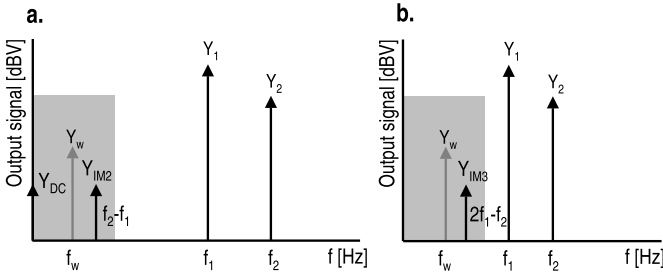 a.
Output signal [dBV]
Y1
Y2
Yw
YIM2
YDC
f2-f1
fw
f1
f2
f [Hz]
b.
Output signal [dBV]
Y1
Y2
Yw
YIM3
2f1-f2
fw
f1
f2
f [Hz]